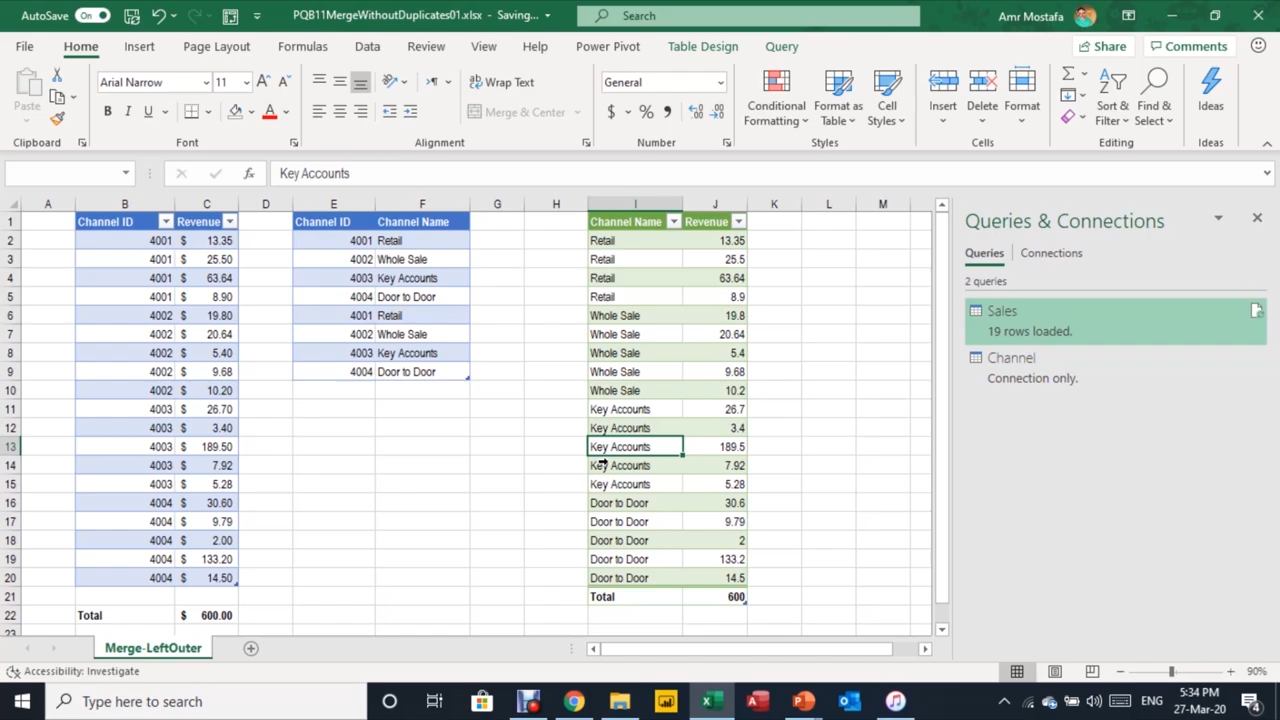 AutoSave On PQB11MergeWithoutDuplicates01.xlsx - Saving... Search Amr Mostafa
File Home Insert Page Layout Formulas Data Review View Help Power Pivot Table Design Query Share Comments
Paste Arial Narrow 11 Wrap Text General Conditional Formatting Format as Table Cell Styles Insert Delete Format Sort & Filter Find & Select Ideas
B I U Merge & Center $ %
Clipboard Font Alignment Number Styles Cells Editing Ideas
fx Key Accounts
A B C D E F G H I J K L M
1 Channel ID Revenue Channel ID Channel Name Channel Name Revenue
2 4001 $ 13.35 4001 Retail Retail 13.35
3 4001 $ 25.50 4002 Whole Sale Retail 25.5
4 4001 $ 63.64 4003 Key Accounts Retail 63.64
5 4001 $ 8.90 4004 Door to Door Retail 8.9
6 4002 $ 19.80 4001 Retail Whole Sale 19.8
7 4002 $ 20.64 4002 Whole Sale Whole Sale 20.64
8 4002 $ 5.40 4003 Key Accounts Whole Sale 5.4
9 4002 $ 9.68 4004 Door to Door Whole Sale 9.68
10 4002 $ 10.20 Whole Sale 10.2
11 4003 $ 26.70 Key Accounts 26.7
12 4003 $ 3.40 Key Accounts 3.4
13 4003 $ 189.50 Key Accounts 189.5
14 4003 $ 7.92 Key Accounts 7.92
15 4003 $ 5.28 Key Accounts 5.28
16 4004 $ 30.60 Door to Door 30.6
17 4004 $ 9.79 Door to Door 9.79
18 4004 $ 2.00 Door to Door 2
19 4004 $ 133.20 Door to Door 133.2
20 4004 $ 14.50 Door to Door 14.5
21 Total 600
22 Total $ 600.00
23
Queries & Connections
Queries Connections
2 queries
Sales
19 rows loaded.
Channel
Connection only.
Merge-LeftOuter
Accessibility: Investigate 90%
Type here to search ENG 5:34 PM
27-Mar-20 4